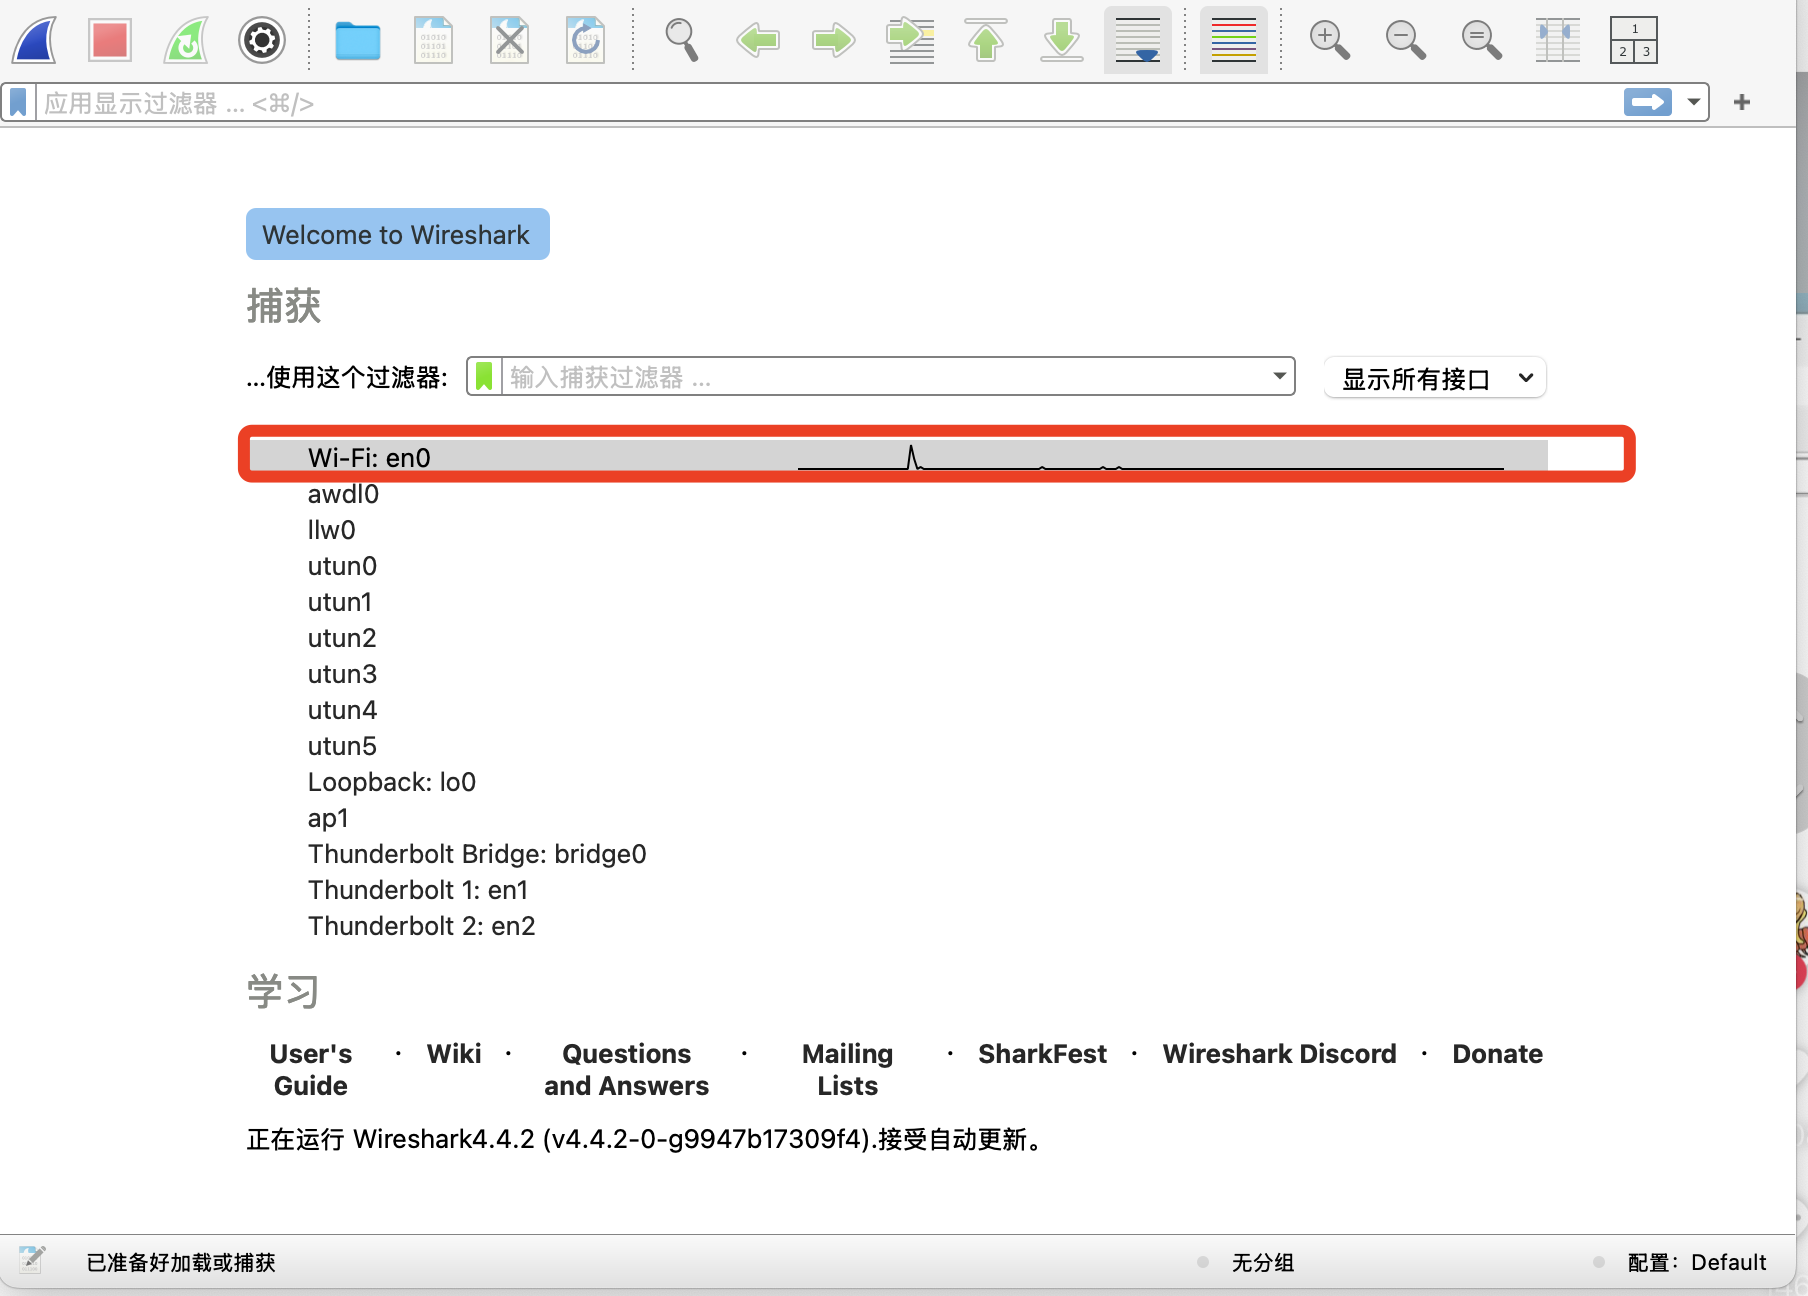 应用显示过滤器 ... <⌘/>
1
2 3
Welcome to Wireshark
捕获
...使用这个过滤器:
输入捕获过滤器 ...
显示所有接口
Wi-Fi: en0
awdl0
llw0
utun0
utun1
utun2
utun3
utun4
utun5
Loopback: lo0
ap1
Thunderbolt Bridge: bridge0
Thunderbolt 1: en1
Thunderbolt 2: en2
学习
User's Guide · Wiki · Questions and Answers · Mailing Lists · SharkFest · Wireshark Discord · Donate
正在运行 Wireshark4.4.2 (v4.4.2-0-g9947b17309f4).接受自动更新。
已准备好加载或捕获
无分组
配置：Default